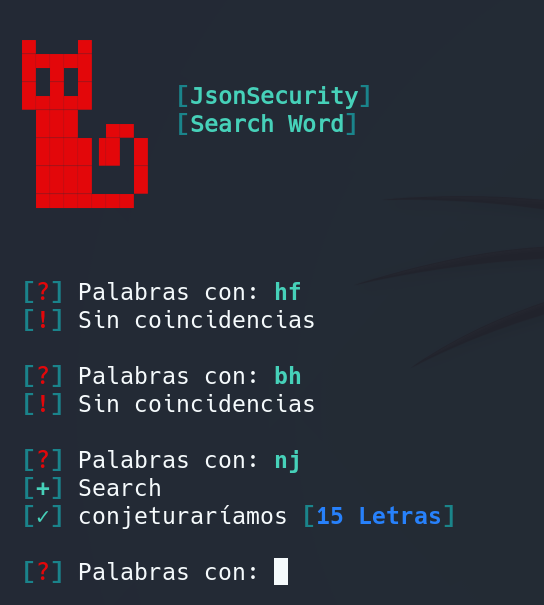 [JsonSecurity]
[Search Word]
[?] Palabras con: hf
[!] Sin coincidencias
[?] Palabras con: bh
[!] Sin coincidencias
[?] Palabras con: nj
[+] Search
[✓] conjeturaríamos [15 Letras]
[?] Palabras con: